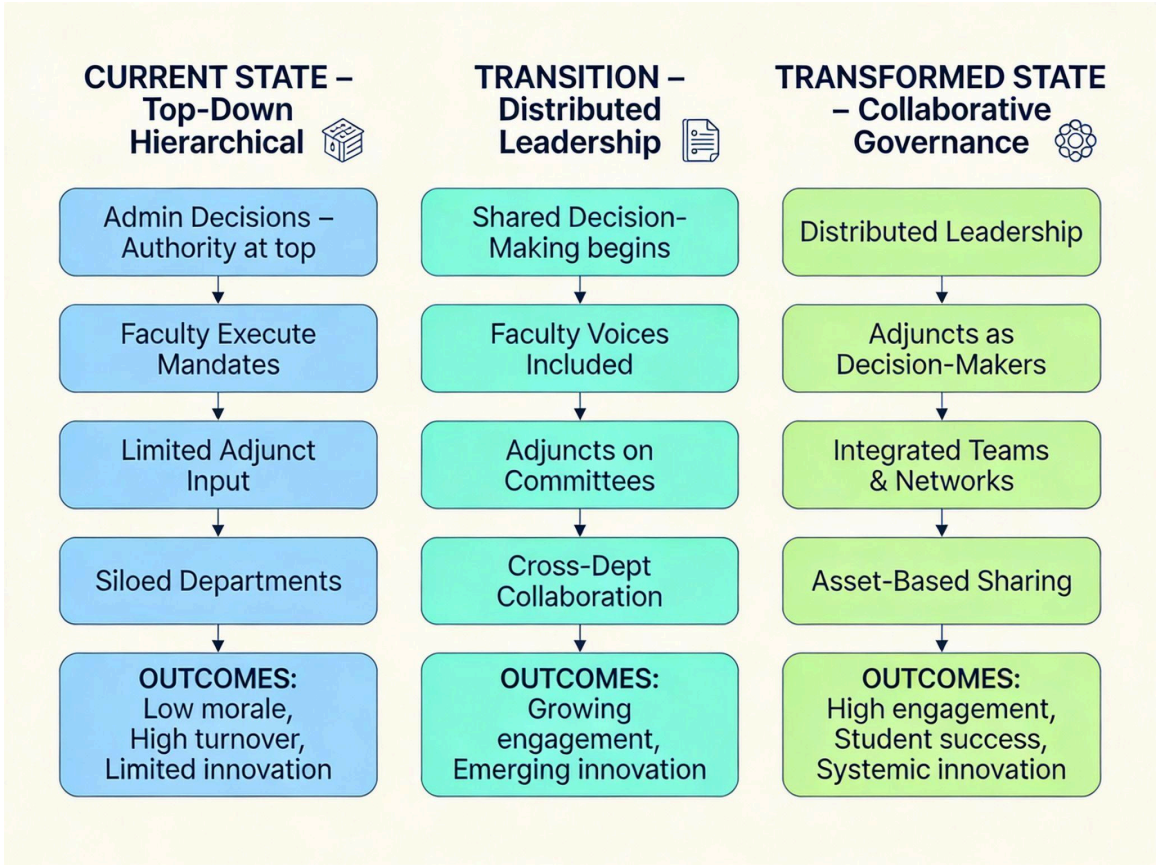 CURRENT STATE –
Top-Down
Hierarchical
Admin Decisions –
Authority at top
Faculty Execute
Mandates
Limited Adjunct
Input
Siloed Departments
OUTCOMES:
Low morale,
High turnover,
Limited innovation
TRANSITION –
Distributed
Leadership
Shared Decision-
Making begins
Faculty Voices
Included
Adjuncts on
Committees
Cross-Dept
Collaboration
OUTCOMES:
Growing
engagement,
Emerging innovation
TRANSFORMED STATE
– Collaborative
Governance
Distributed Leadership
Adjuncts as
Decision-Makers
Integrated Teams
& Networks
Asset-Based Sharing
OUTCOMES:
High engagement,
Student success,
Systemic innovation